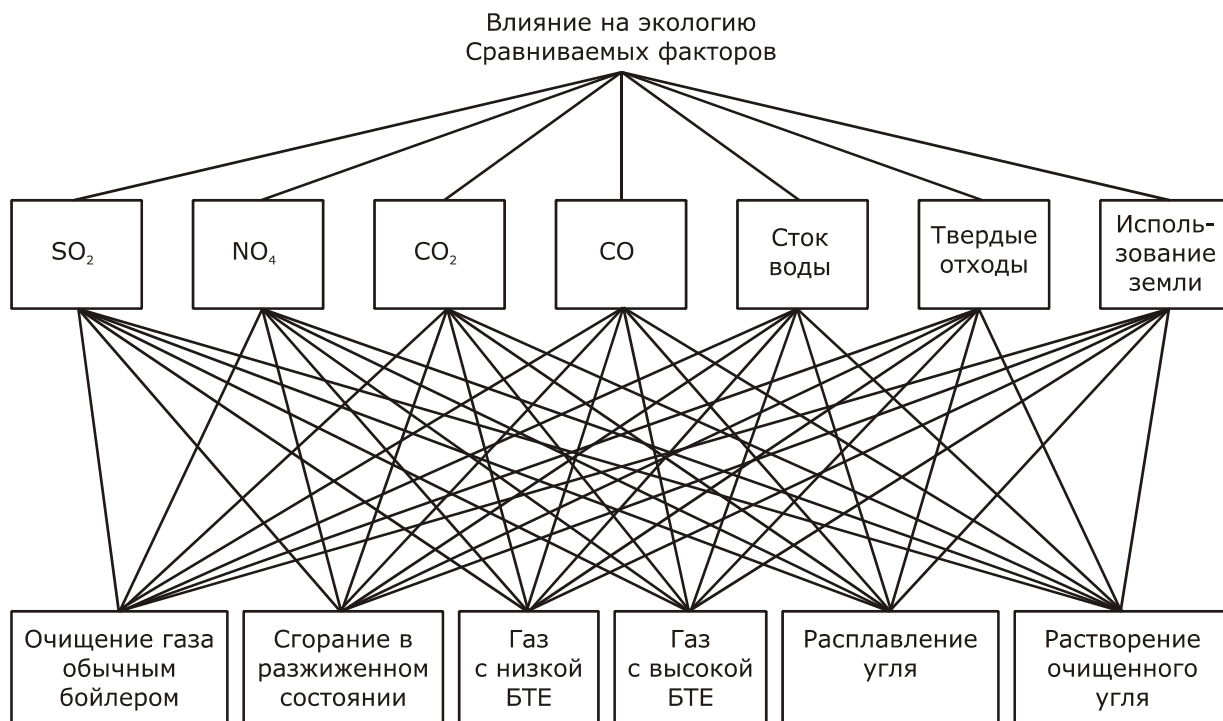 Влияние на экологию
Сравниваемых факторов
SO₂
NO₄
CO₂
CO
Сток
воды
Твердые
отходы
Исполь-
зование
земли
Очищение газа
обычным
бойлером
Сгорание в
разжиженном
состоянии
Газ
с низкой
БТЕ
Газ
с высокой
БТЕ
Расплавление
угля
Растворение
очищенного
угля